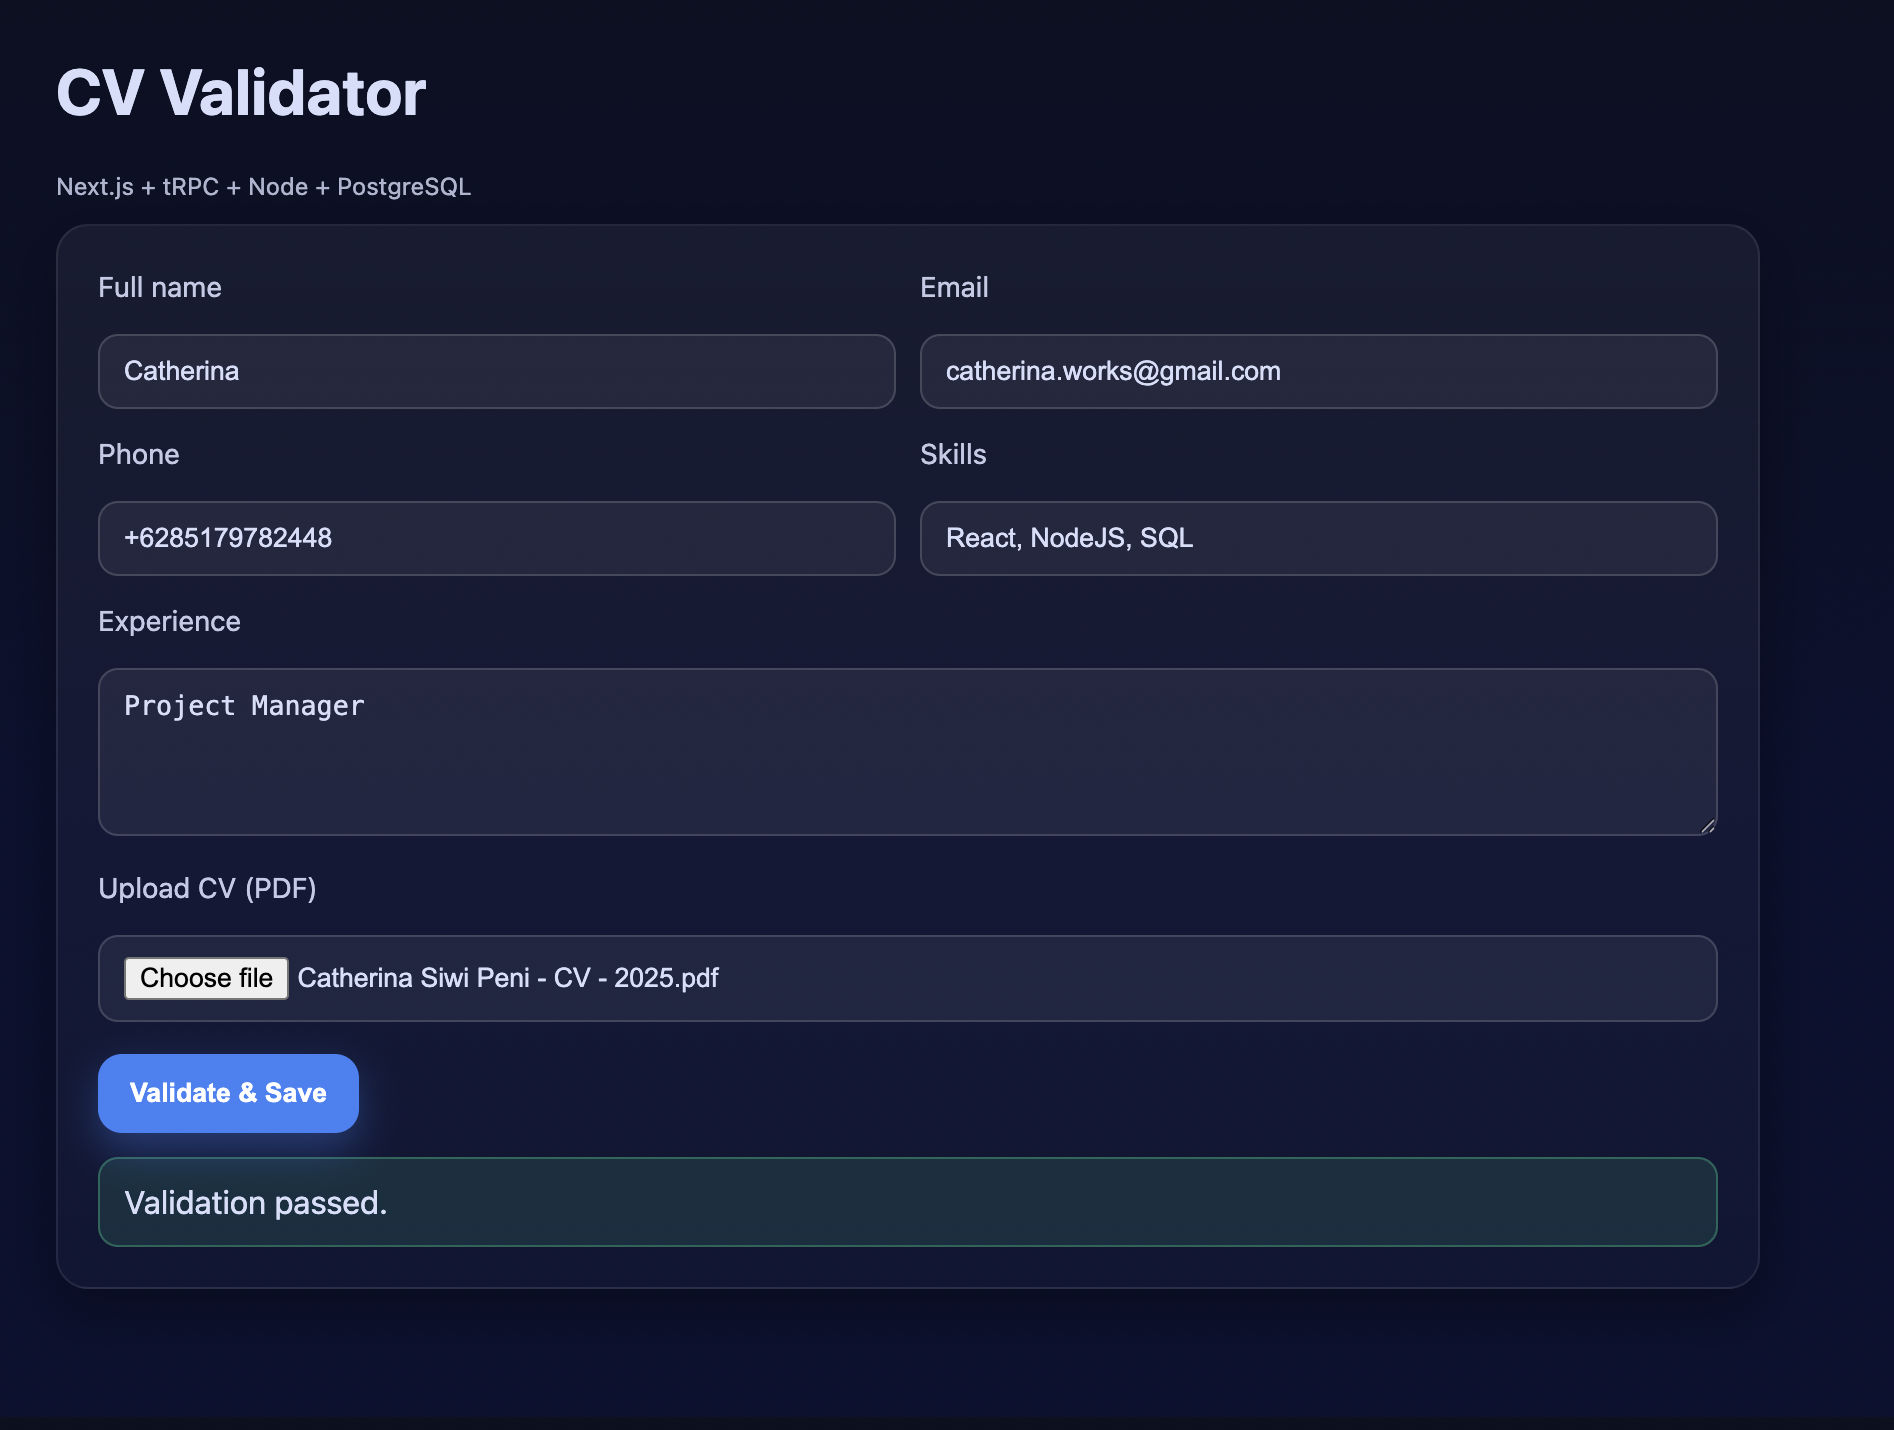 CV Validator
Next.js + tRPC + Node + PostgreSQL
Full name
Email
Catherina
catherina.works@gmail.com
Phone
Skills
+6285179782448
React, NodeJS, SQL
Experience
Project Manager
Upload CV (PDF)
Choose file Catherina Siwi Peni - CV - 2025.pdf
Validate & Save
Validation passed.